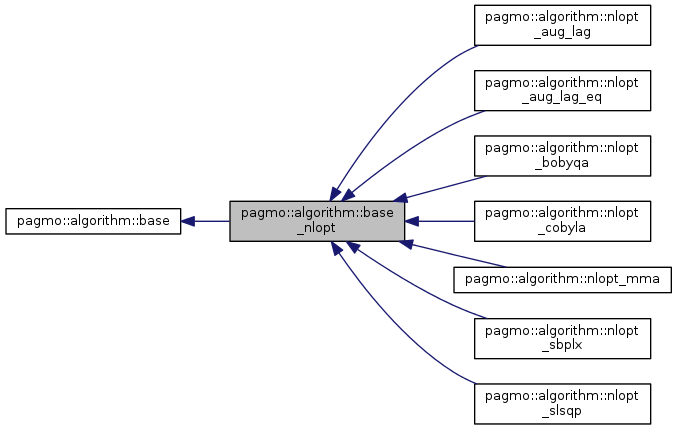 pagmo::algorithm::nlopt
_aug_lag
pagmo::algorithm::nlopt
_aug_lag_eq
pagmo::algorithm::nlopt
_bobyqa
pagmo::algorithm::base
pagmo::algorithm::base
_nlopt
pagmo::algorithm::nlopt
_cobyla
pagmo::algorithm::nlopt_mma
pagmo::algorithm::nlopt
_sbplx
pagmo::algorithm::nlopt
_slsqp